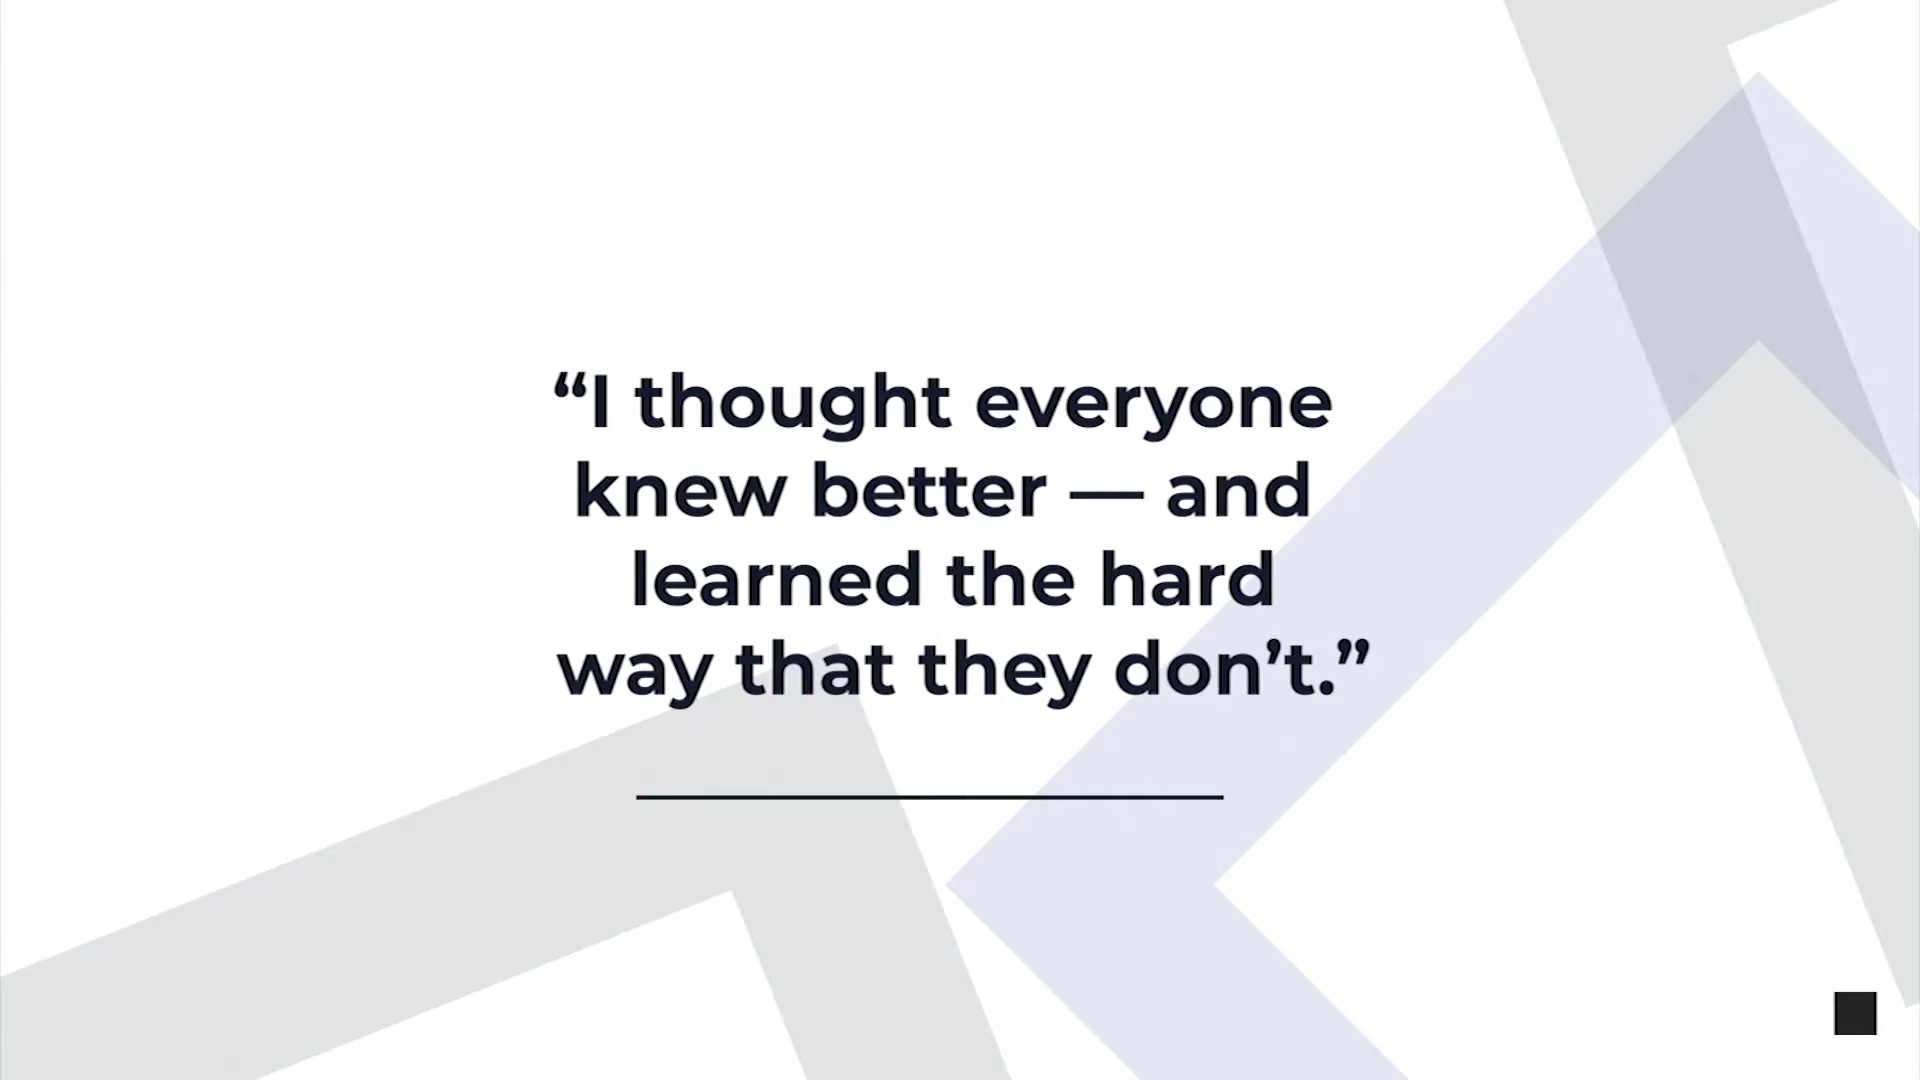 “I thought everyone
knew better — and
learned the hard
way that they don’t.”